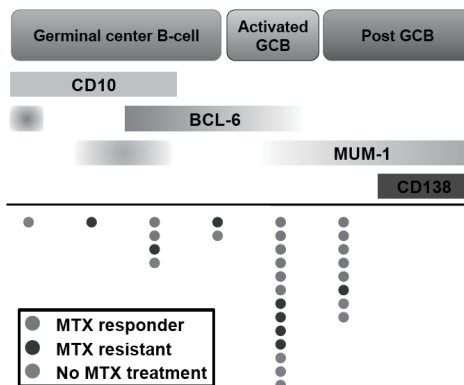 Germinal center B-cell
Activated
GCB
Post GCB
CD10
BCL-6
MUM-1
CD138
MTX responder
MTX resistant
No MTX treatment